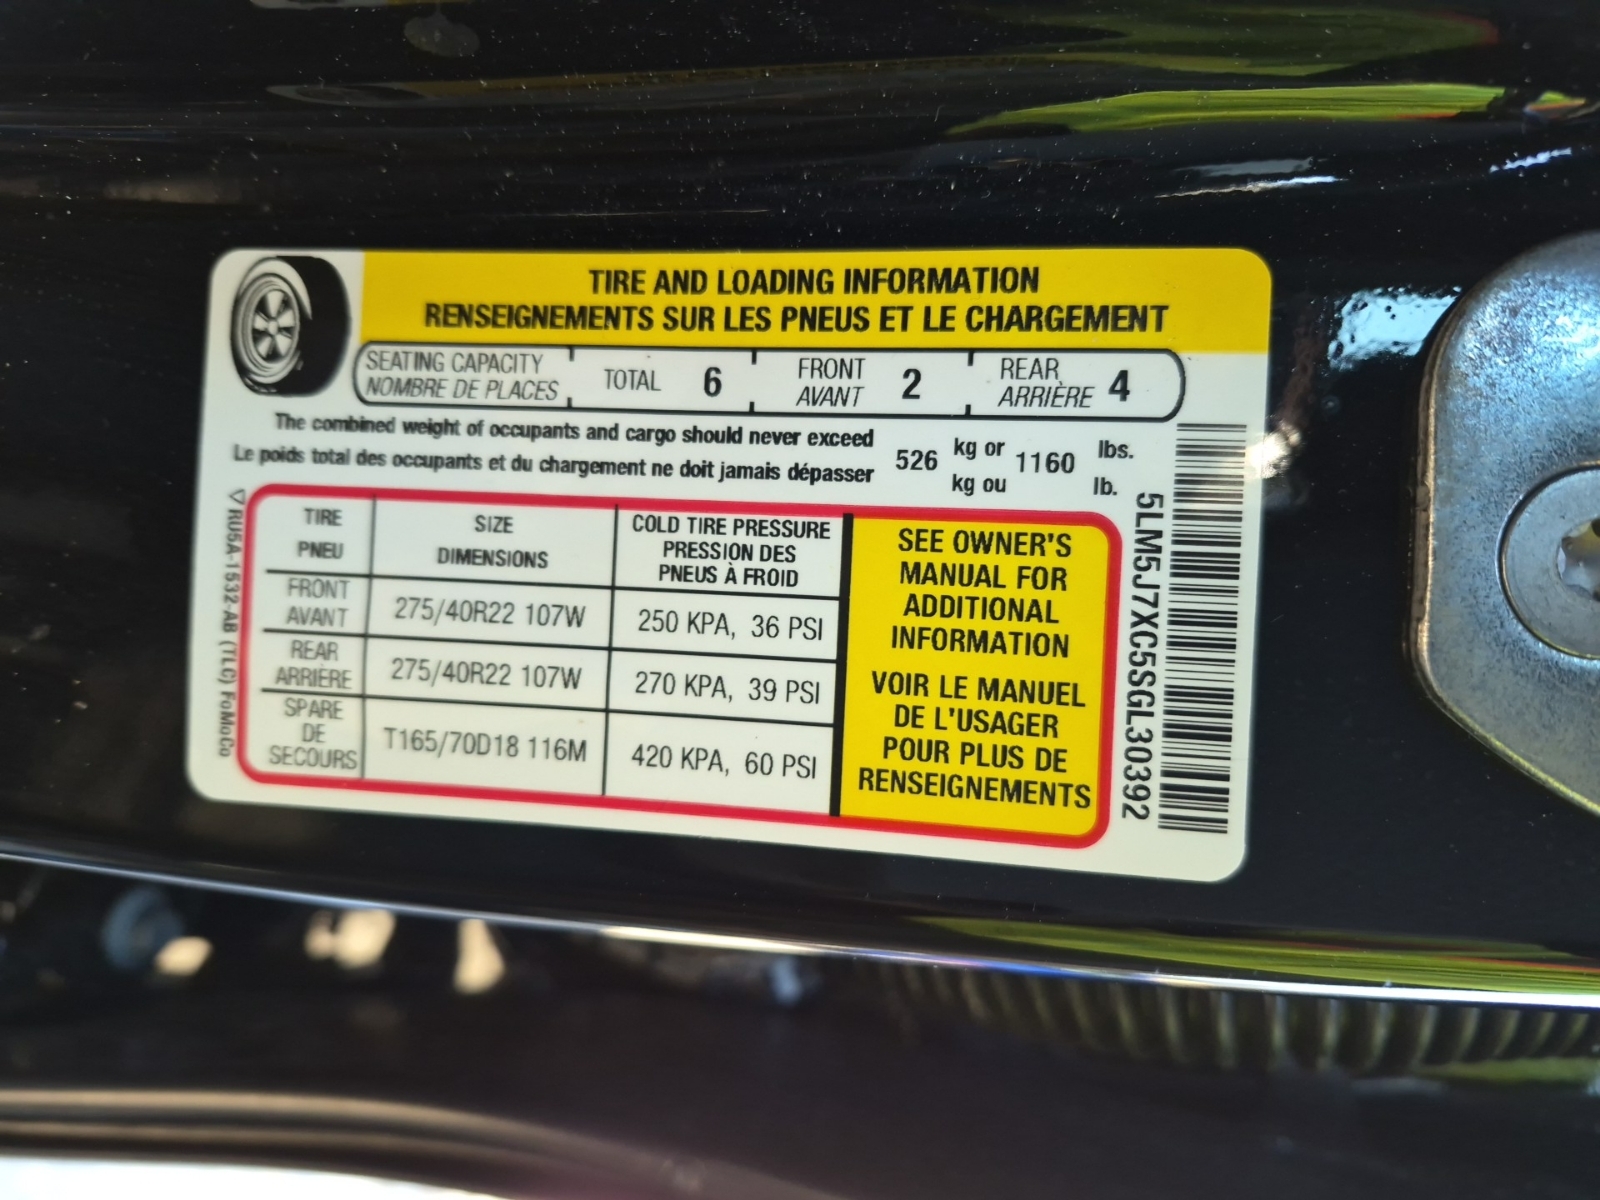 TIRE AND LOADING INFORMATION
RENSEIGNEMENTS SUR LES PNEUS ET LE CHARGEMENT
SEATING CAPACITY TOTAL 6 FRONT 2 REAR 4
NOMBRE DE PLACES AVANT ARRIÈRE
The combined weight of occupants and cargo should never exceed 526 kg or 1160 lbs.
Le poids total des occupants et du chargement ne doit jamais dépasser kg ou lb.
TIRE SIZE COLD TIRE PRESSURE
PNEU DIMENSIONS PRESSION DES
PNEUS À FROID
FRONT
AVANT 275/40R22 107W 250 KPA, 36 PSI
REAR
ARRIÈRE 275/40R22 107W 270 KPA, 39 PSI
SPARE
DE
SECOURS T165/70D18 116M 420 KPA, 60 PSI
SEE OWNER'S
MANUAL FOR
ADDITIONAL
INFORMATION
VOIR LE MANUEL
DE L'USAGER
POUR PLUS DE
RENSEIGNEMENTS
5LM5J7XC5SGL30392
RU5A-1532-AB (TLC) FoMoCo